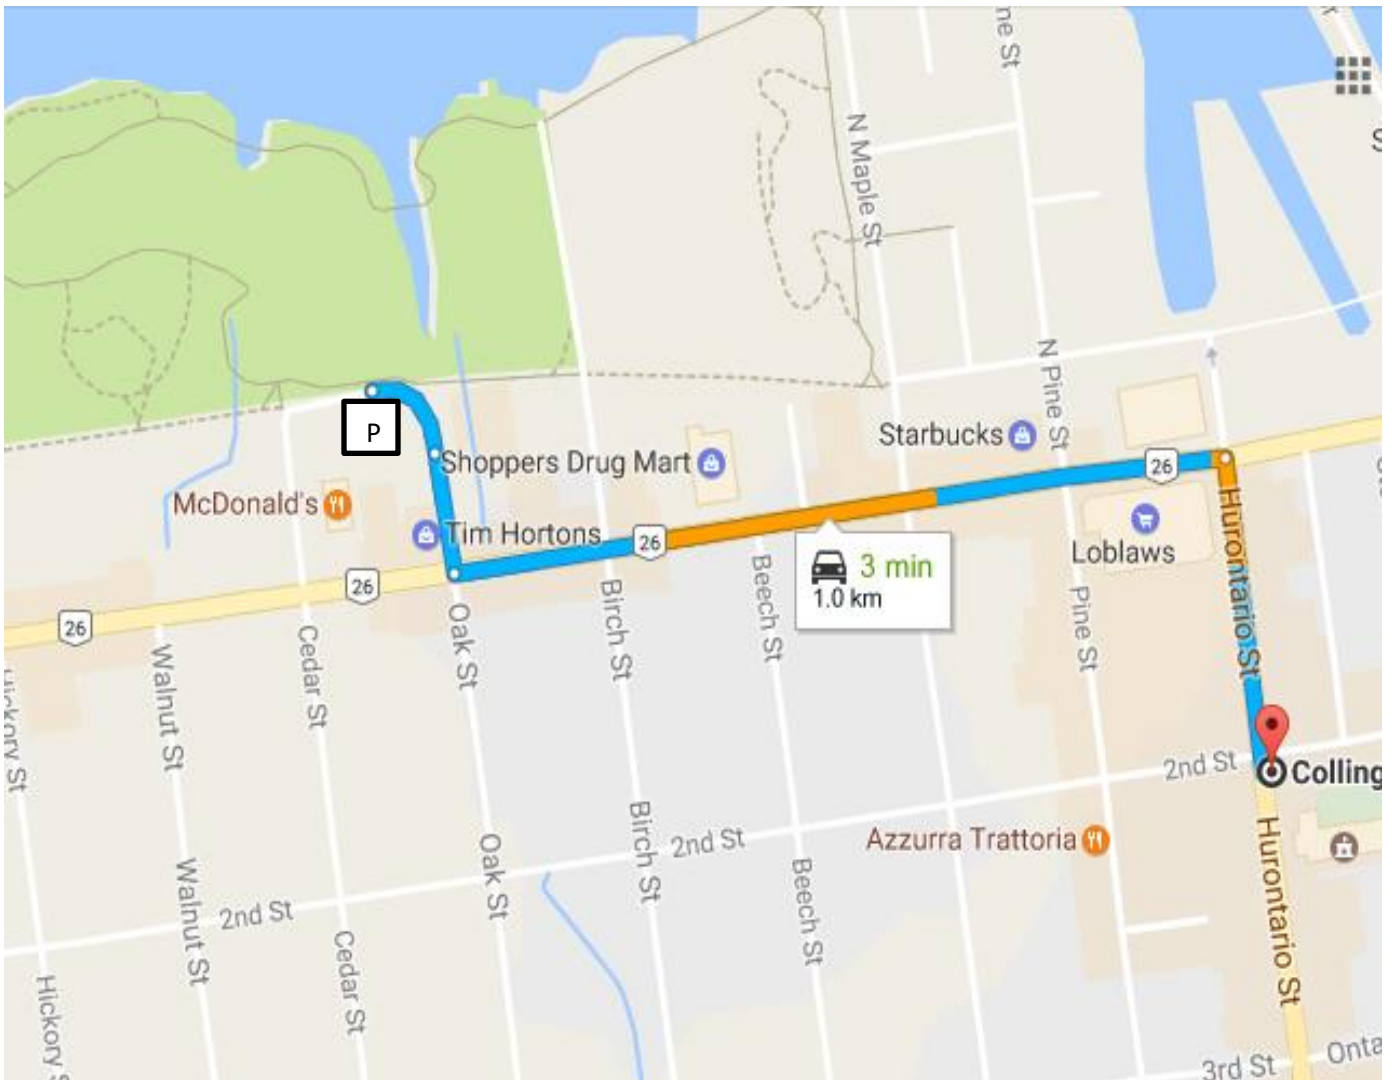 ne St
N Maple St
N Pine St
P
Starbucks
Shoppers Drug Mart
26
McDonald's
Tim Hortons
26
Loblaws
Hurontario St
26
3 min
1.0 km
26
Beech St
Birch St
Pine St
Oak St
Cedar St
Walnut St
Hickory St
2nd St
Colling
2nd St
Azzurra Trattoria
Birch St
Oak St
Beech St
Walnut St
2nd St
Hurontario St
Cedar St
Hickory S
3rd St
Onta